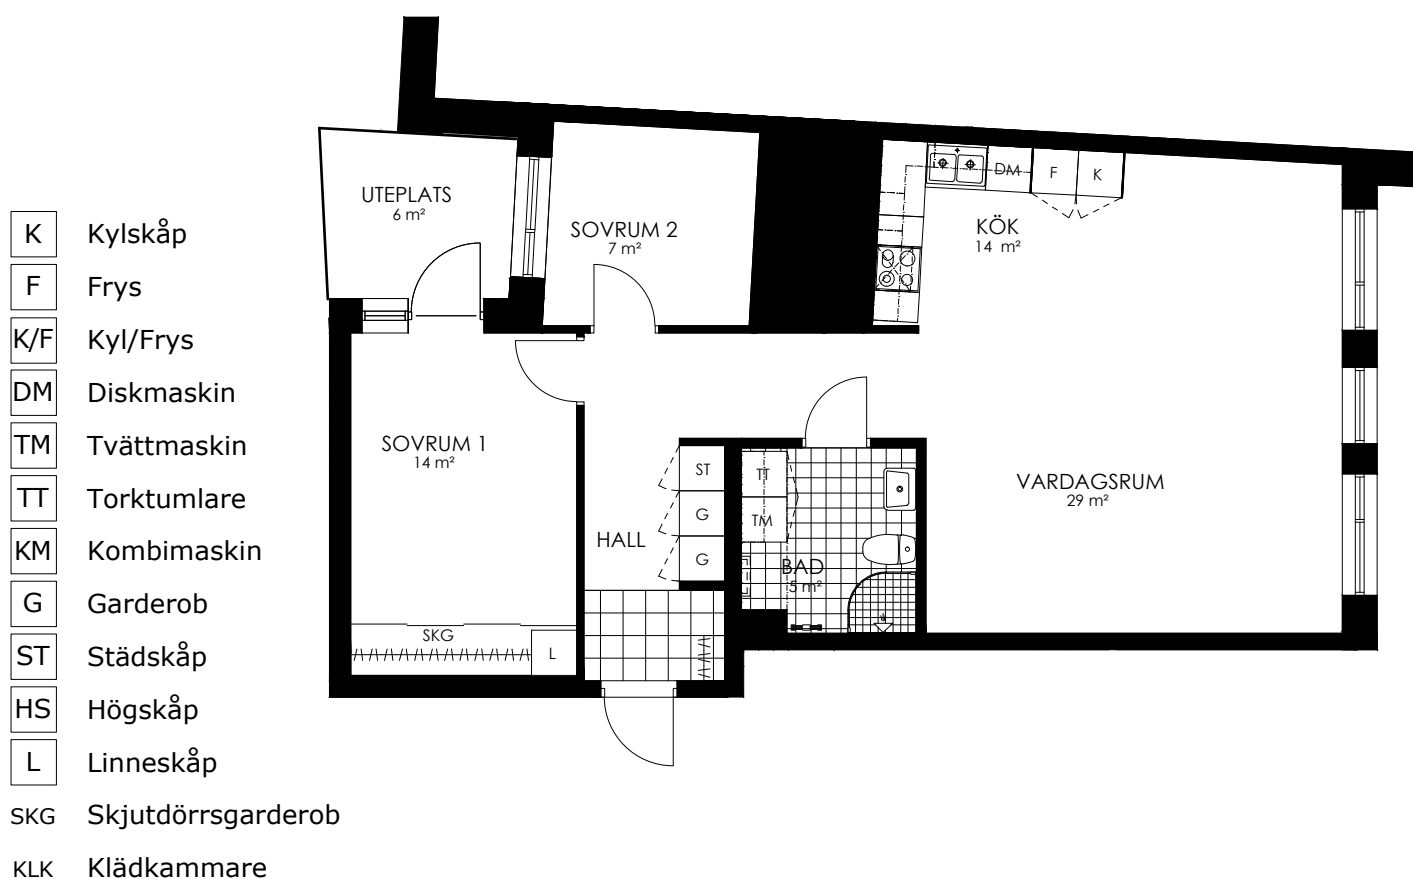 K Kylskåp
F Frys
K/F Kyl/Frys
DM Diskmaskin
TM Tvättmaskin
TT Torktumlare
KM Kombimaskin
G Garderob
ST Städskåp
HS Högskåp
L Linneskåp
SKG Skjutdörrsgarderob
KLK Klädkammare
UTEPLATS
6 m²
SOVRUM 2
7 m²
DM
F
K
KÖK
14 m²
SOVRUM 1
14 m²
SKG
L
HALL
ST
G
G
TT
TM
BAD
5 m²
VARDAGSRUM
29 m²